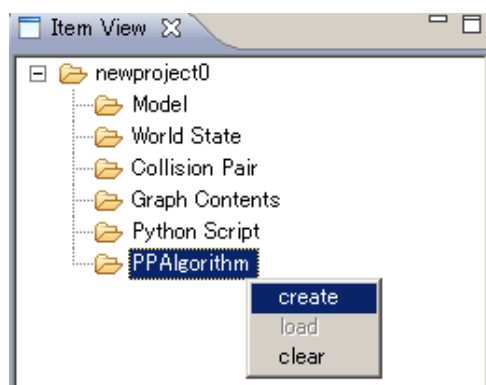 Item View
newproject0
Model
World State
Collision Pair
Graph Contents
Python Script
PPAlgorithm
create
load
clear